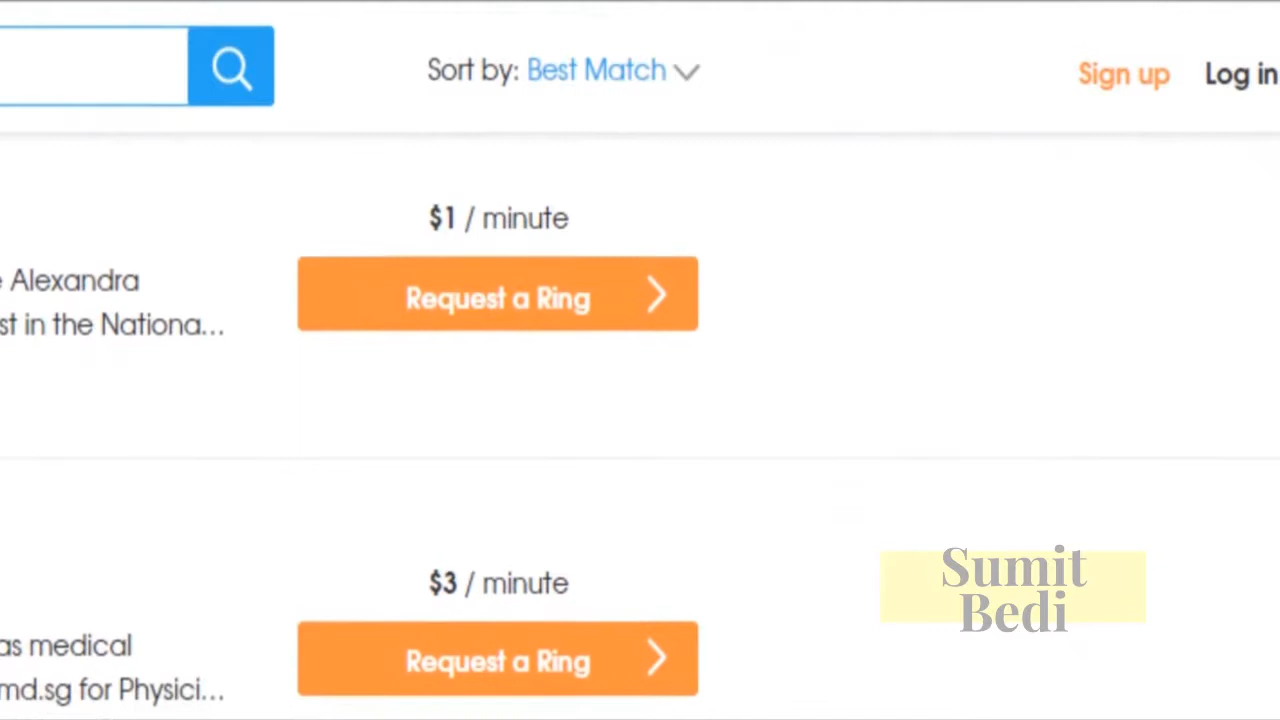 Sort by: Best Match
Sign up
Log in
$1 / minute
Alexandra
Request a Ring
st in the Nationa...
$3 / minute
Sumit
Bedi
as medical
Request a Ring
md.sg for Physici...